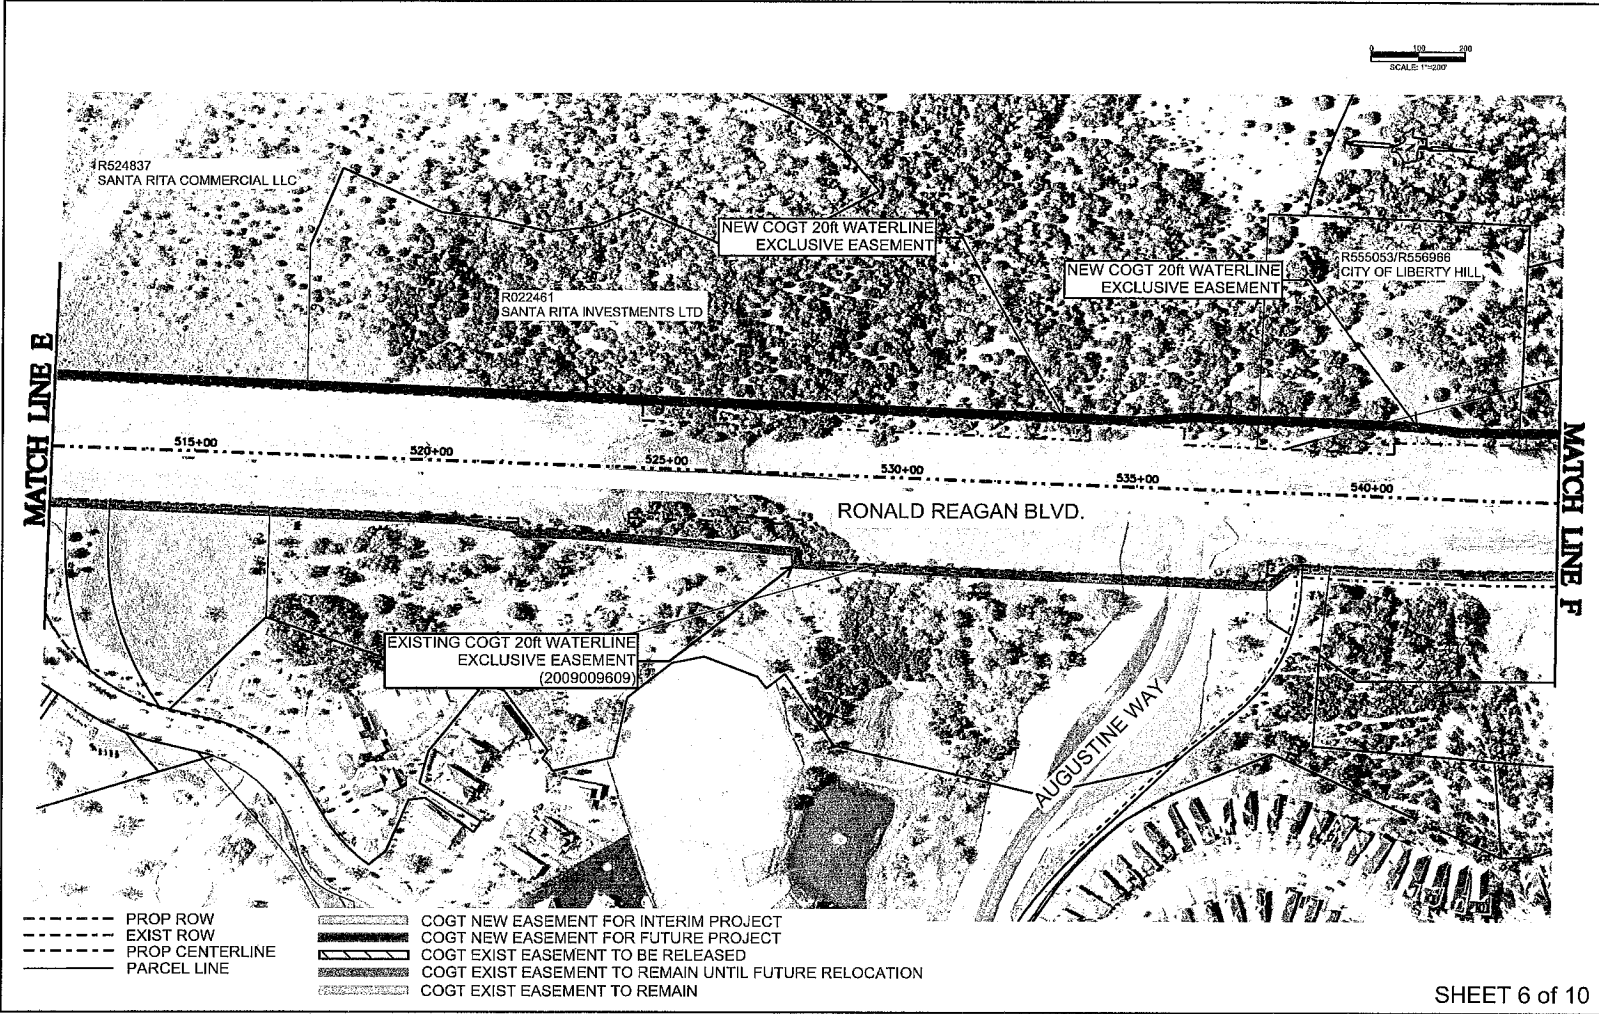 0 100 200
SCALE: 1"=200'
R524837
SANTA RITA COMMERCIAL LLC
NEW COGT 20ft WATERLINE
EXCLUSIVE EASEMENT
NEW COGT 20ft WATERLINE
EXCLUSIVE EASEMENT
R555053/R556966
CITY OF LIBERTY HILL
R022461
SANTA RITA INVESTMENTS LTD
MATCH LINE E
515+00
520+00
525+00
530+00
535+00
540+00
RONALD REAGAN BLVD.
MATCH LINE F
EXISTING COGT 20ft WATERLINE
EXCLUSIVE EASEMENT
(2009009609)
AUGUSTINE WAY
PROP ROW
EXIST ROW
PROP CENTERLINE
PARCEL LINE
COGT NEW EASEMENT FOR INTERIM PROJECT
COGT NEW EASEMENT FOR FUTURE PROJECT
COGT EXIST EASEMENT TO BE RELEASED
COGT EXIST EASEMENT TO REMAIN UNTIL FUTURE RELOCATION
COGT EXIST EASEMENT TO REMAIN
SHEET 6 of 10